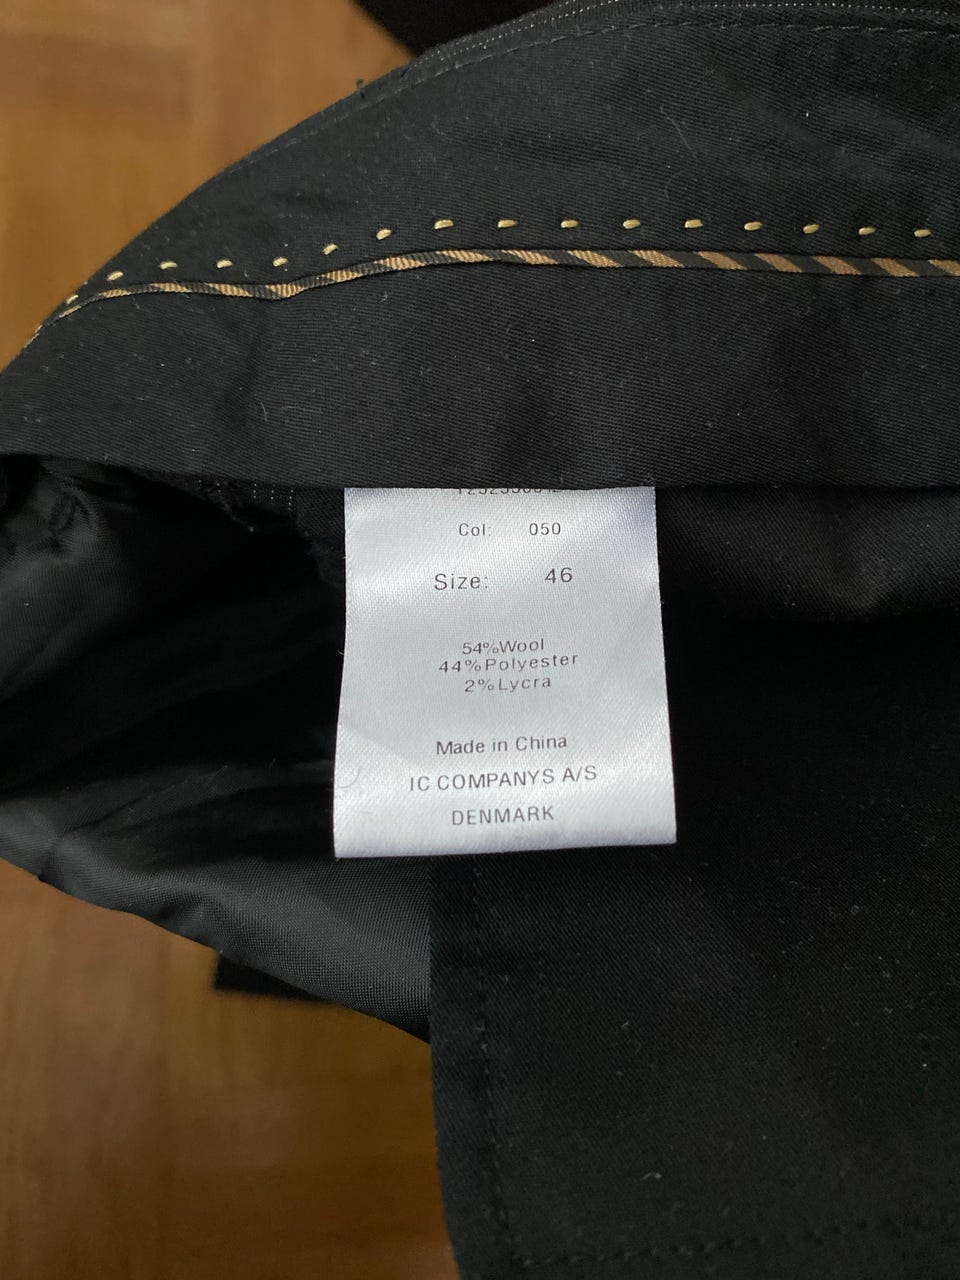 Col: 050
Size: 46
54%Wool
44%Polyester
2%Lycra
Made in China
IC COMPANYS A/S
DENMARK